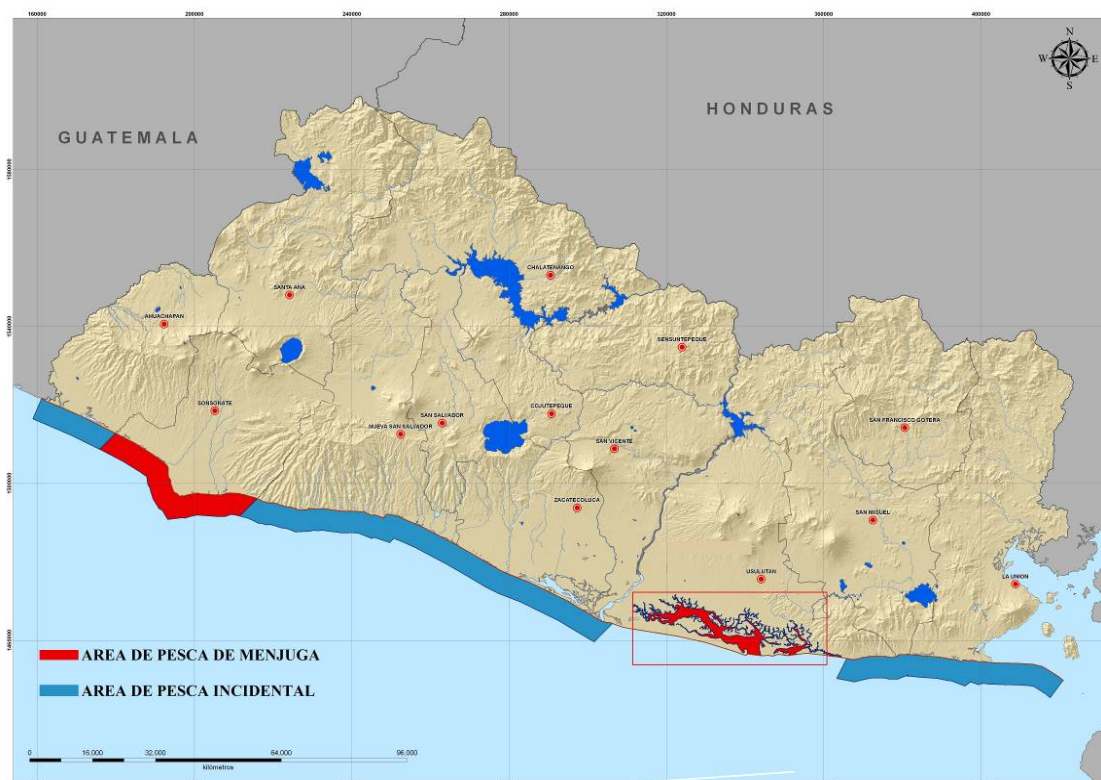 160000 200000 240000 280000 320000 360000 400000
N
W E
S
HONDURAS
GUATEMALA
CHALATENANGO
SANTA ANA
AHUACHAPAN
SENSUNTEPEQUE
SONSONATE
COJUTEPEQUE
SAN SALVADOR
NUEVA SAN SALVADOR
SAN FRANCISCO GOTERA
SAN VICENTE
ZACATECOLUCA
SAN MIGUEL
USULUTAN
LA UNION
AREA DE PESCA DE MENJUGA
AREA DE PESCA INCIDENTAL
0 16,000 32,000 64,000 96,000
kilómetros